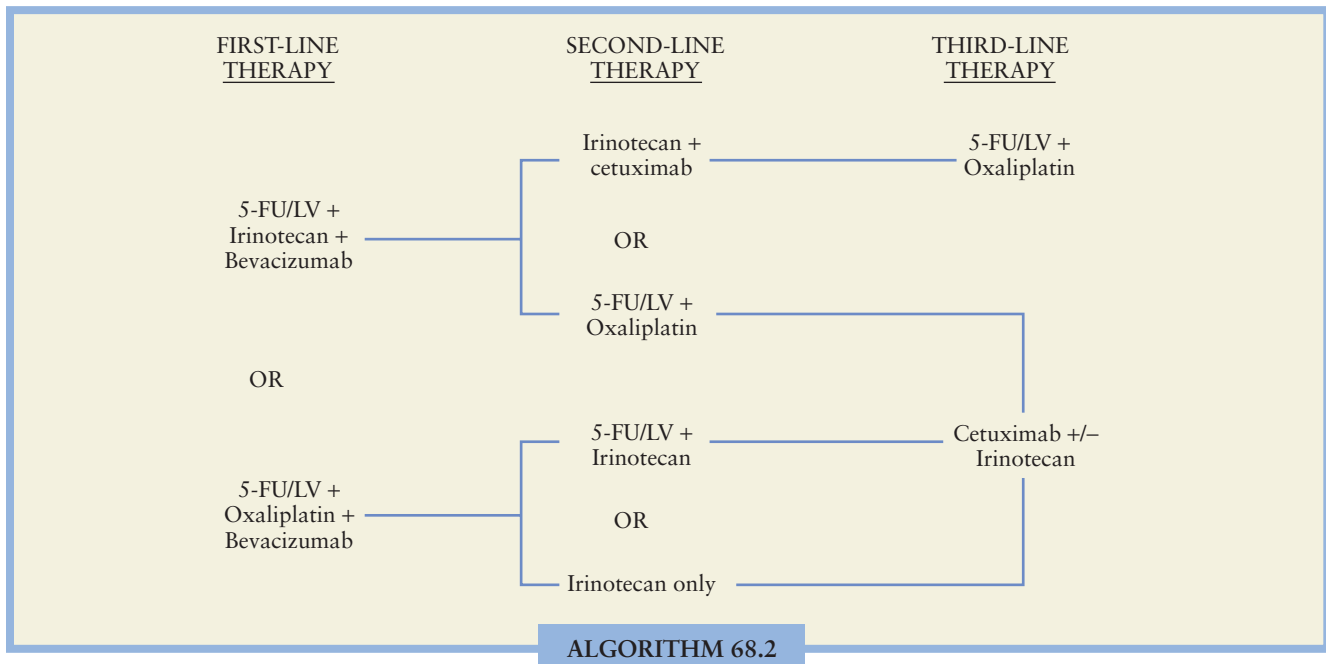 FIRST-LINE
THERAPY
SECOND-LINE
THERAPY
THIRD-LINE
THERAPY
5-FU/LV +
Irinotecan +
Bevacizumab
OR
5-FU/LV +
Oxaliplatin +
Bevacizumab
Irinotecan +
cetuximab
OR
5-FU/LV +
Oxaliplatin
5-FU/LV +
Irinotecan
OR
Irinotecan only
5-FU/LV +
Oxaliplatin
Cetuximab +/–
Irinotecan
ALGORITHM 68.2